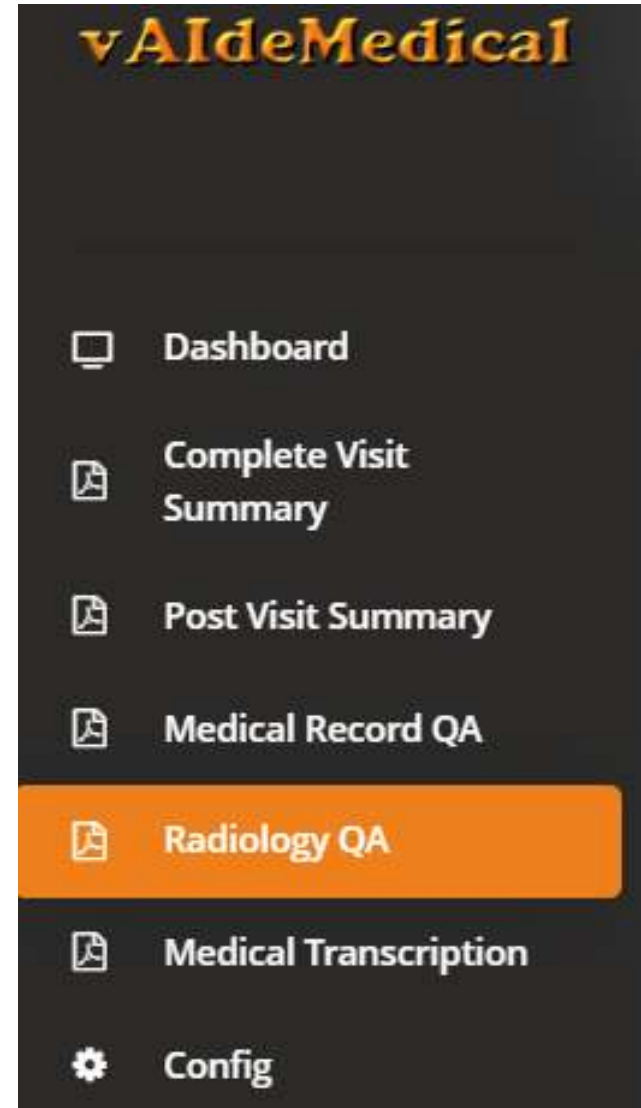 vAIdeMedical
Dashboard
Complete Visit
Summary
Post Visit Summary
Medical Record QA
Radiology QA
Medical Transcription
Config